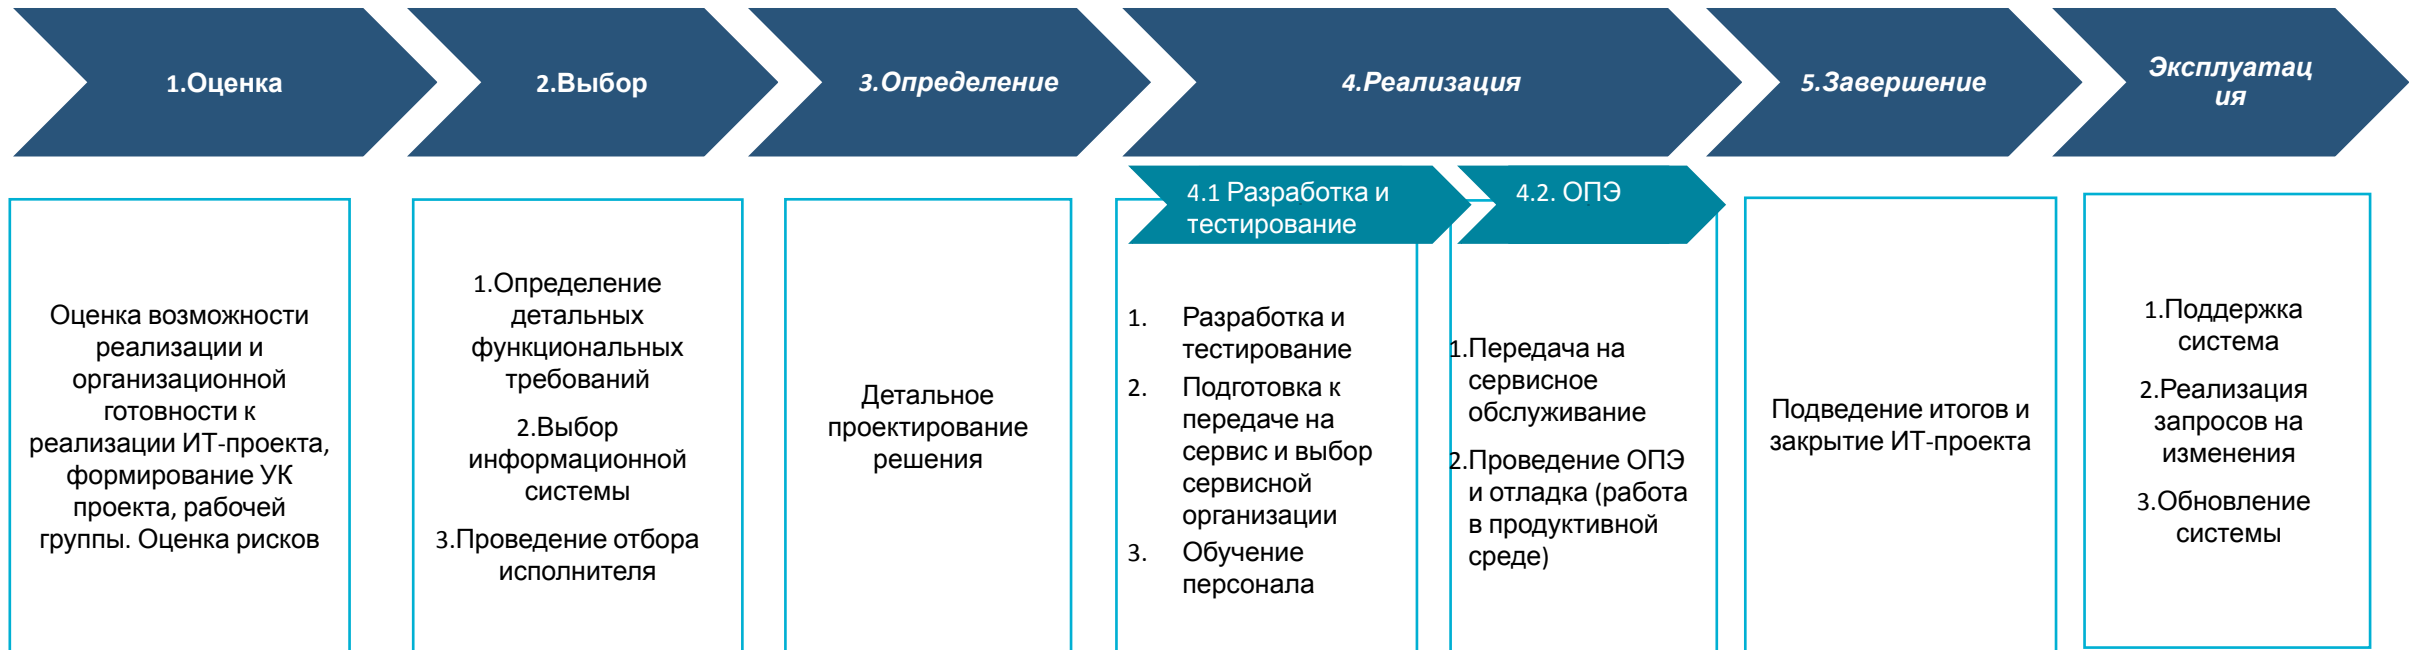 1.Оценка
2.Выбор
3.Определение
4.Реализация
5.Завершение
Эксплуатац
ия
4.1 Разработка и
тестирование
4.2. ОПЭ
Оценка возможности
реализации и
организационной
готовности к
реализации ИТ-проекта,
формирование УК
проекта, рабочей
группы. Оценка рисков
1.Определение
детальных
функциональных
требований
2.Выбор
информационной
системы
3.Проведение отбора
исполнителя
Детальное
проектирование
решения
1. Разработка и
тестирование
2. Подготовка к
передаче на
сервис и выбор
сервисной
организации
3. Обучение
персонала
1.Передача на
сервисное
обслуживание
2.Проведение ОПЭ
и отладка (работа
в продуктивной
среде)
Подведение итогов и
закрытие ИТ-проекта
1.Поддержка
система
2.Реализация
запросов на
изменения
3.Обновление
системы